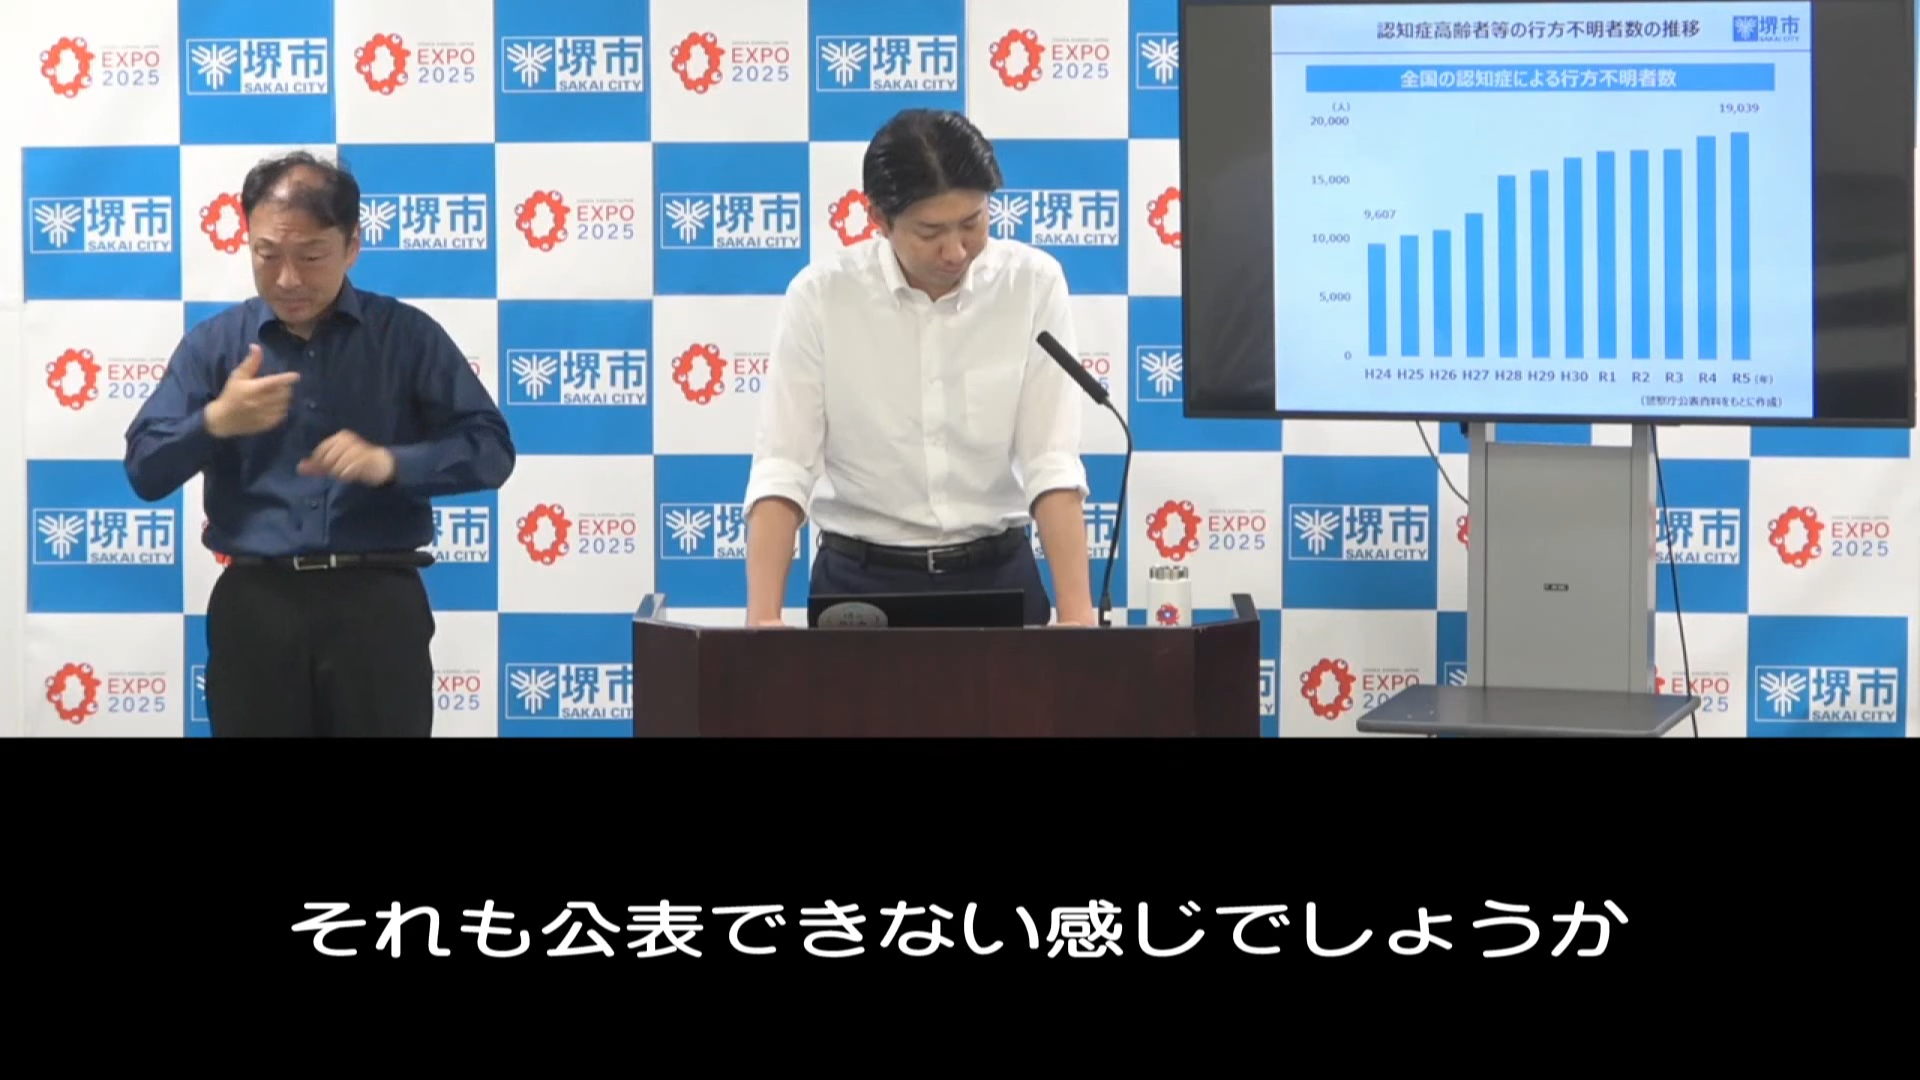 認知症高齢者等の行方不明者数の推移
堺市
SAKAI CITY
全国の認知症による行方不明者数
(人)
20,000
15,000
10,000
5,000
0
9,607
19,039
H24 H25 H26 H27 H28 H29 H30 R1 R2 R3 R4 R5 (年)
(警察庁公表資料をもとに作成)
EXPO
2025
堺市
SAKAI CITY
それも公表できない感じでしょうか